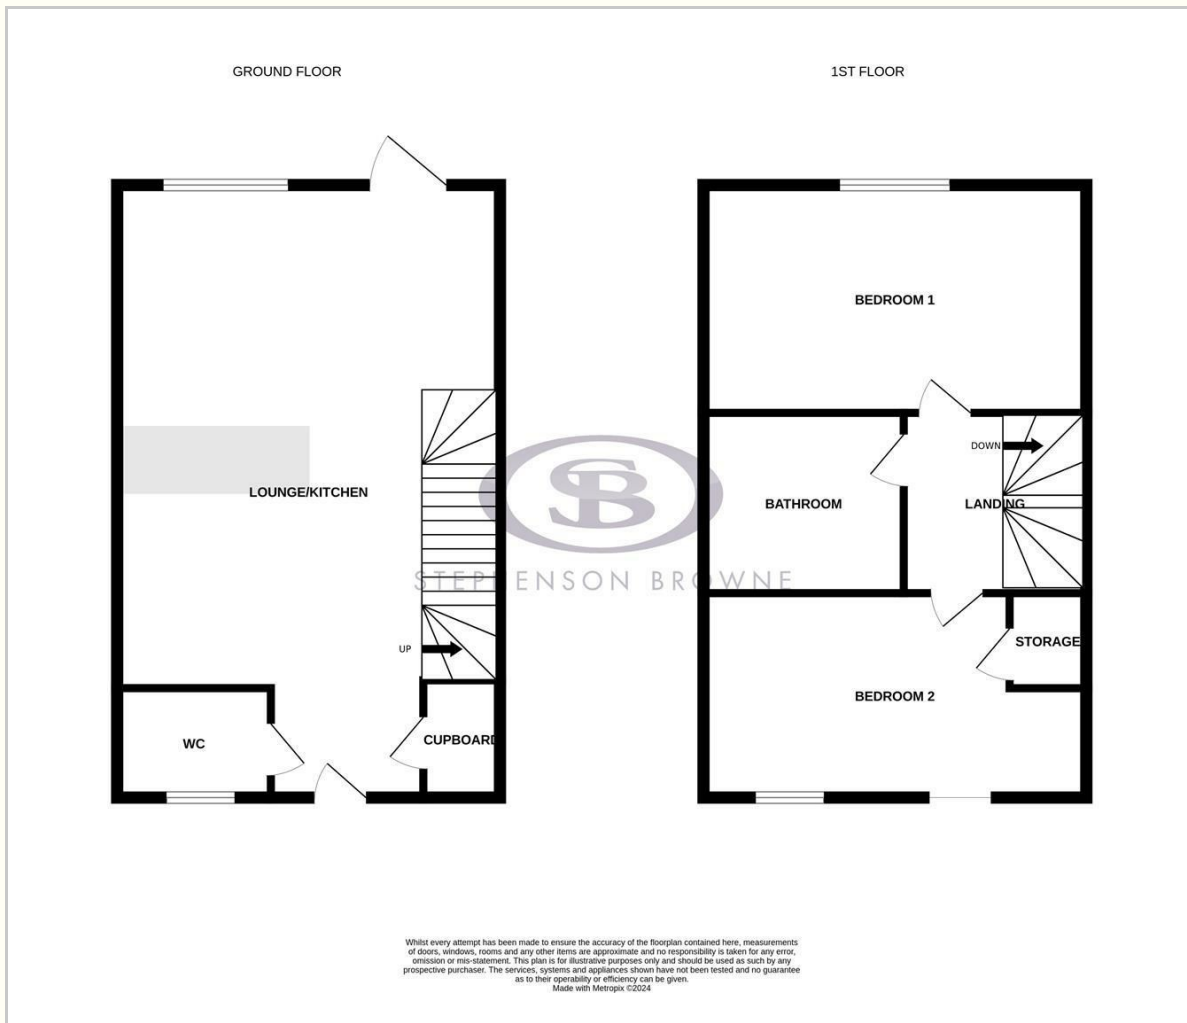 GROUND FLOOR
1ST FLOOR
BEDROOM 1
DOWN
LOUNGE/KITCHEN
SB
BATHROOM
LANDING
STEPHENSON BROWNE
UP
STORAGE
BEDROOM 2
WC
CUPBOARD
Whilst every attempt has been made to ensure the accuracy of the floorplan contained here, measurements
of doors, windows, rooms and any other items are approximate and no responsibility is taken for any error,
omission or mis-statement. This plan is for illustrative purposes only and should be used as such by any
prospective purchaser. The services, systems and appliances shown have not been tested and no guarantee
as to their operability or efficiency can be given.
Made with Metropix ©2024